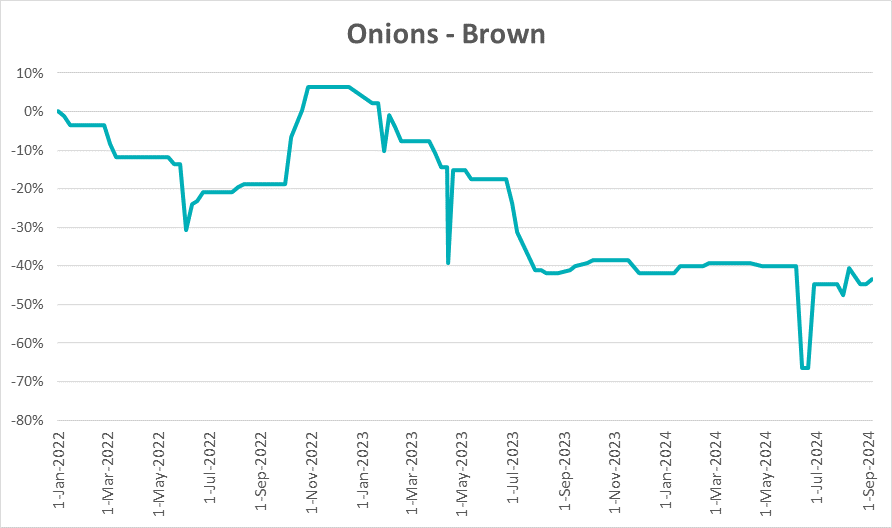 Onions - Brown
10%
0%
-10%
-20%
-30%
-40%
-50%
-60%
-70%
-80%
1-Jan-2022
1-Mar-2022
1-May-2022
1-Jul-2022
1-Sep-2022
1-Nov-2022
1-Jan-2023
1-Mar-2023
1-May-2023
1-Jul-2023
1-Sep-2023
1-Nov-2023
1-Jan-2024
1-Mar-2024
1-May-2024
1-Jul-2024
1-Sep-2024